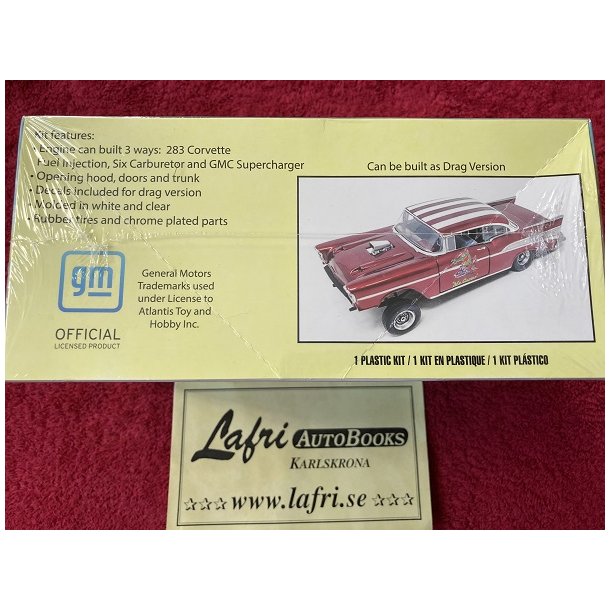 Kit features:
• Engine can built 3 ways: 283 Corvette
Fuel Injection, Six Carburetor and GMC Supercharger
• Opening hood, doors and trunk
• Decals included for drag version
• Molded in white and clear
• Rubber tires and chrome plated parts
Can be built as Drag Version
gm
OFFICIAL
LICENSED PRODUCT
General Motors
Trademarks used
under License to
Atlantis Toy and
Hobby Inc.
1 PLASTIC KIT / 1 KIT EN PLASTIQUE / 1 KIT PLÁSTICO
Lafri AUTOBOOKS
KARLSKRONA
www.lafri.se